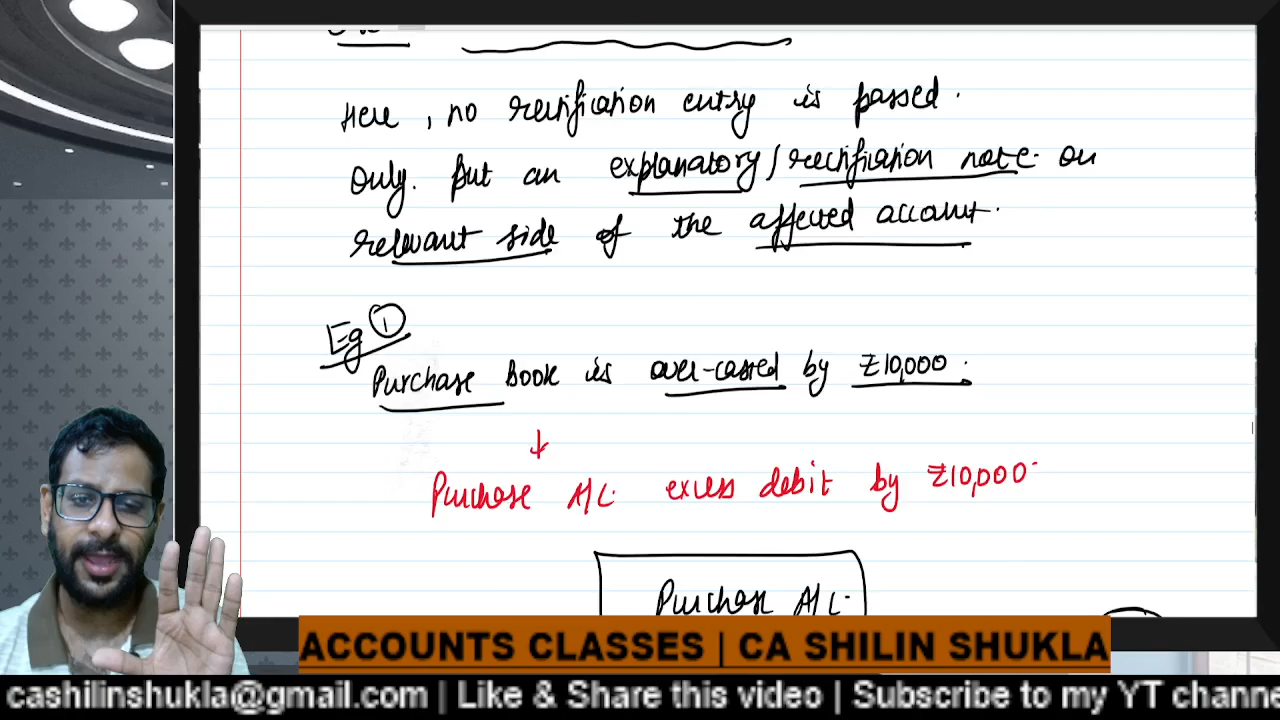 Here, no rectification entry is passed.
Only. put an explanatory/rectification note on
relevant side of the affected account.
Eg ①
Purchase Book is over-casted by ₹10,000.
↓
Purchase A/c. excess debit by ₹10,000
Purchase A/c.
ACCOUNTS CLASSES | CA SHILIN SHUKLA
cashilinshukla@gmail.com | Like & Share this video | Subscribe to my YT channe